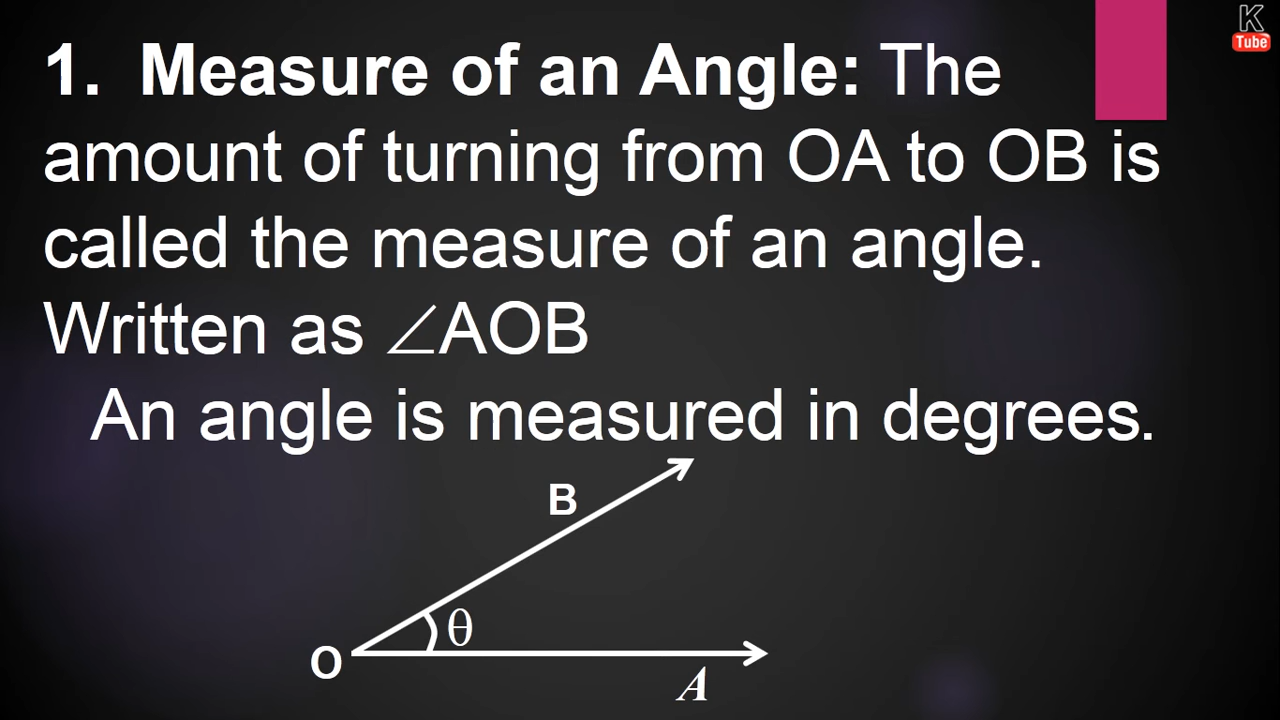 K
Tube
1. Measure of an Angle: The
amount of turning from OA to OB is
called the measure of an angle.
Written as ∠AOB
An angle is measured in degrees.
B
θ
O
A